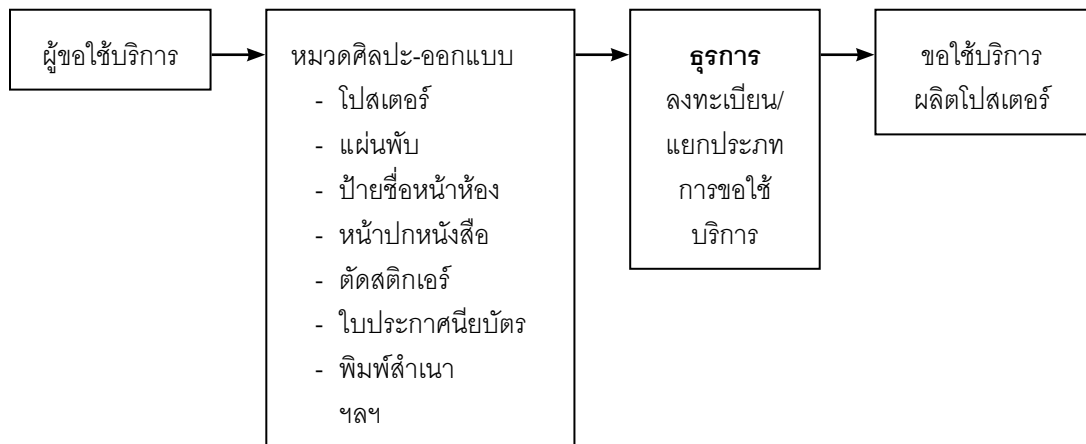 ผู้ขอใช้บริการ
หมวดศิลปะ-ออกแบบ
- โปสเตอร์
- แผ่นพับ
- ป้ายชื่อหน้าห้อง
- หน้าปกหนังสือ
- ตัดสติกเอร์
- ใบประกาศนียบัตร
- พิมพ์สำเนา
ฯลฯ
ธุรการ
ลงทะเบียน/
แยกประภท
การขอใช้
บริการ
ขอใช้บริการ
ผลิตโปสเตอร์